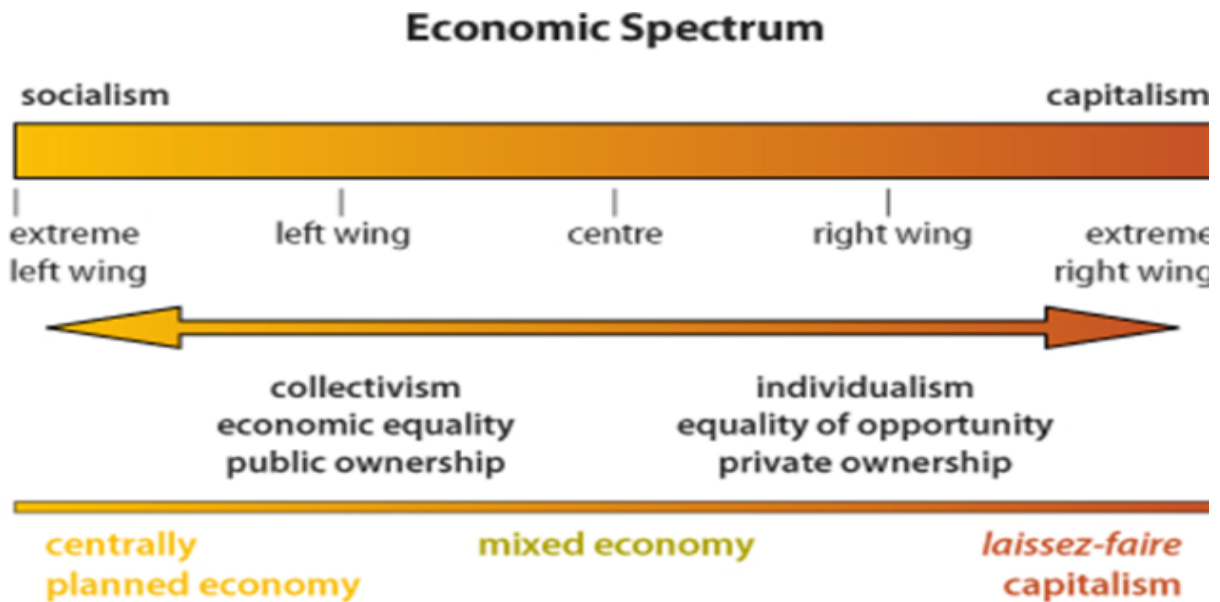 Economic Spectrum
socialism
capitalism
extreme
left wing
left wing
centre
right wing
extreme
right wing
collectivism
economic equality
public ownership
individualism
equality of opportunity
private ownership
centrally
planned economy
mixed economy
laissez-faire
capitalism